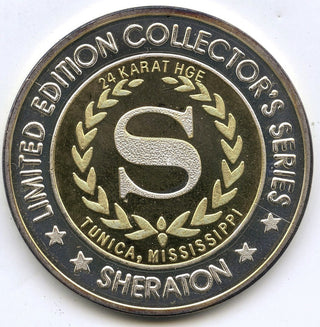 LIMITED EDITION COLLECTOR'S SERIES
24 KARAT HGE
S
TUNICA, MISSISSIPPI
SHERATON